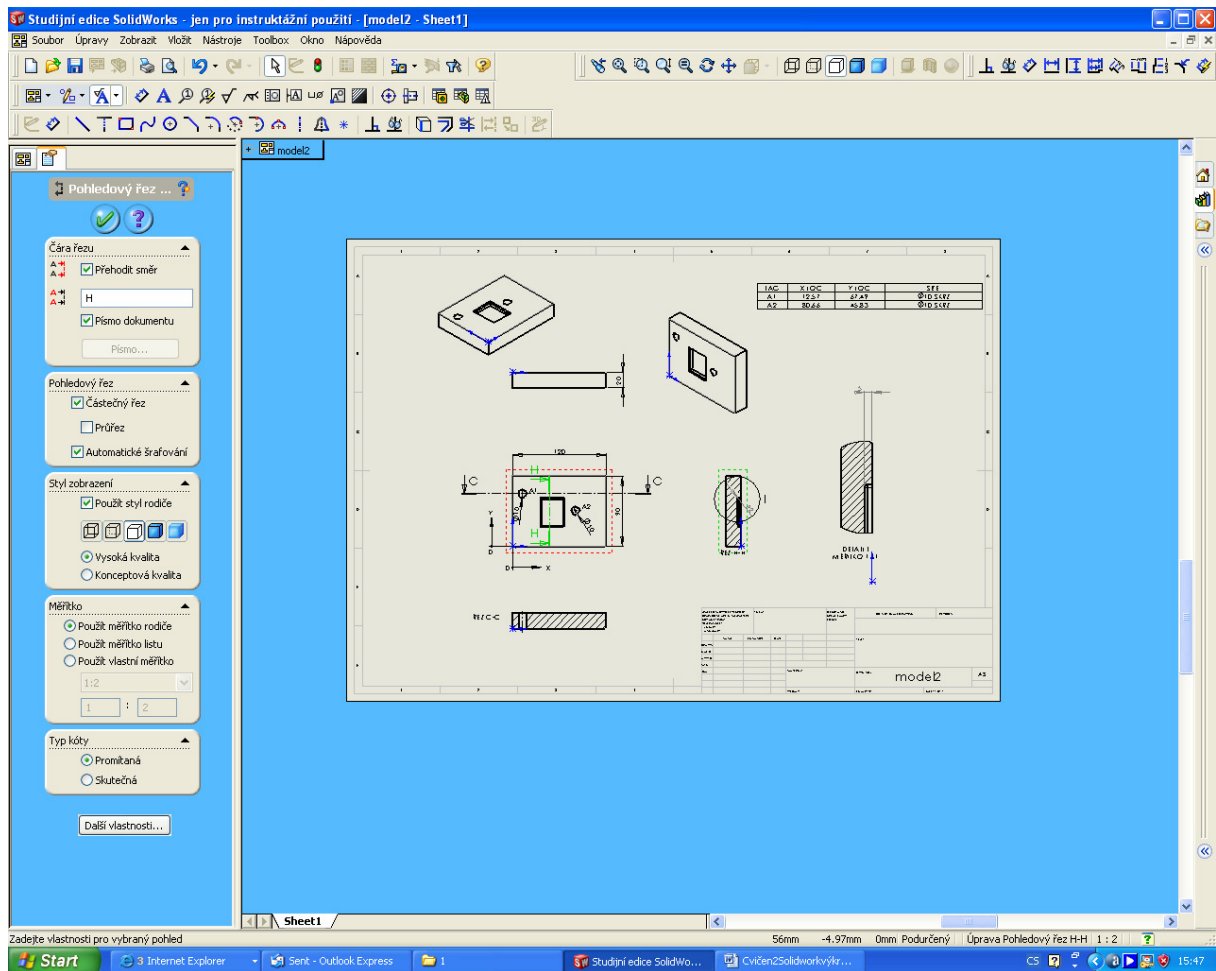 Studijní edice SolidWorks - jen pro instruktážní použití - [model2 - Sheet1]
Soubor Úpravy Zobrazit Vložit Nástroje Toolbox Okno Nápověda
model2
Pohledový řez ...
Čára řezu
Přehodit směr
H
Písmo dokumentu
Písmo...
Pohledový řez
Částečný řez
Průřez
Automatické šrafování
Styl zobrazení
Použít styl rodiče
Vysoká kvalita
Konceptová kvalita
Měřítko
Použít měřítko rodiče
Použít měřítko listu
Použít vlastní měřítko
1:2
1 : 2
Typ kóty
Promítaná
Skutečná
Další vlastnosti...
A1
A2
20
120
H
C C
A1
A2
90
H
Y
X
C-C
model2
A3
Sheet1
Zadejte vlastnosti pro vybraný pohled
56mm -4.97mm 0mm Podurčený Úprava Pohledový řez H-H 1 : 2
Start
3 Internet Explorer
Sent - Outlook Express
1
Studijní edice SolidWo...
Cvičen2Solidworkvýkr...
CS
15:47